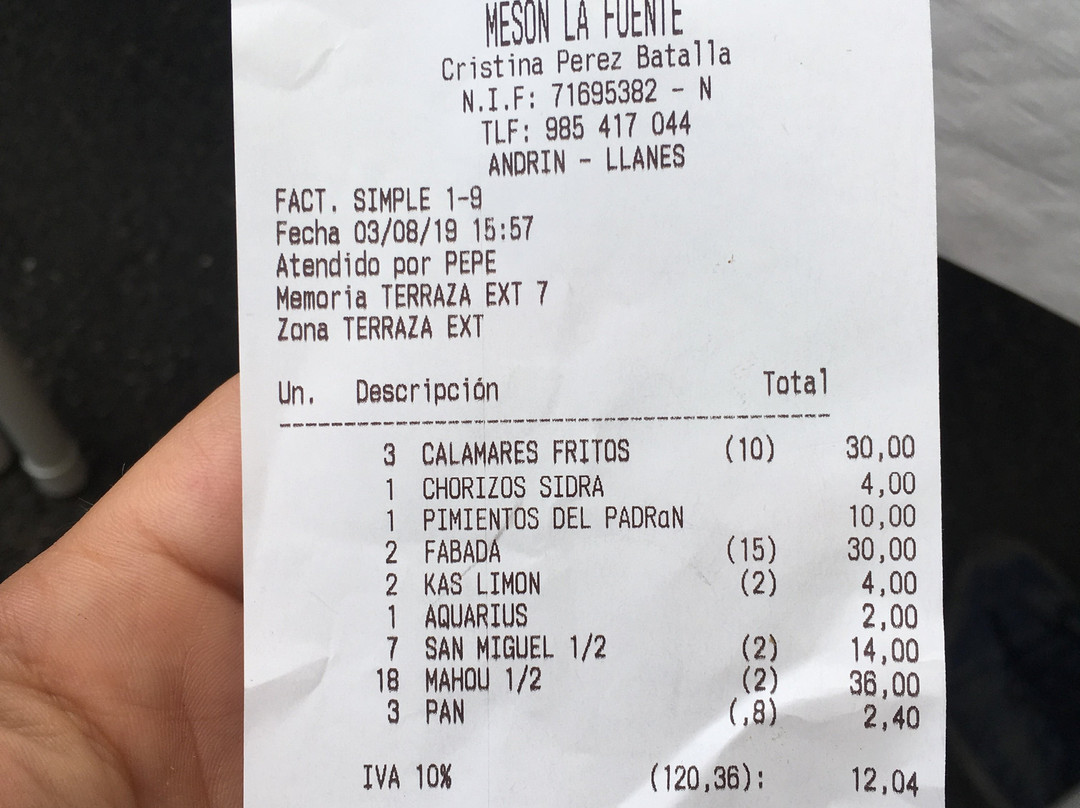 MESON LA FUENTE
Cristina Perez Batalla
N.I.F: 71695382 - N
TLF: 985 417 044
ANDRIN - LLANES
FACT. SIMPLE 1-9
Fecha 03/08/19 15:57
Atendido por PEPE
Memoria TERRAZA EXT 7
Zona TERRAZA EXT
Un. Descripción Total
3 CALAMARES FRITOS (10) 30,00
1 CHORIZOS SIDRA 4,00
1 PIMIENTOS DEL PADRaN 10,00
2 FABADA (15) 30,00
2 KAS LIMON (2) 4,00
1 AQUARIUS 2,00
7 SAN MIGUEL 1/2 (2) 14,00
18 MAHOU 1/2 (2) 36,00
3 PAN (,8) 2,40
IVA 10% (120,36): 12,04